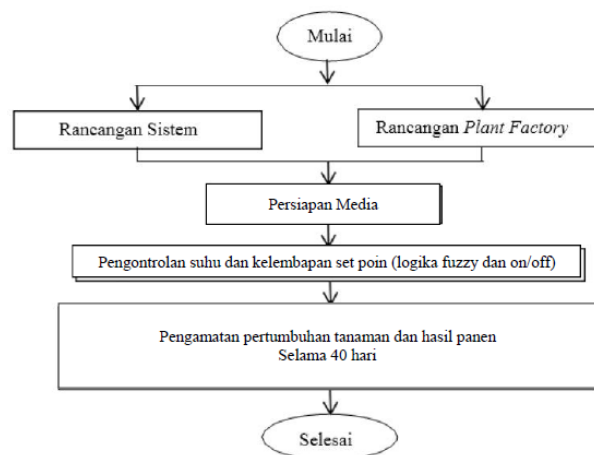 Mulai
Rancangan Sistem
Rancangan Plant Factory
Persiapan Media
Pengontrolan suhu dan kelembapan set poin (logika fuzzy dan on/off)
Pengamatan pertumbuhan tanaman dan hasil panen
Selama 40 hari
Selesai